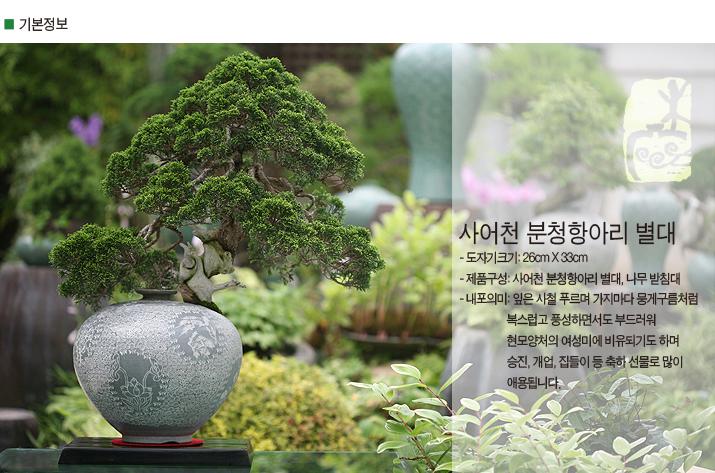 기본정보
사어천 분청항아리 별대
- 도자기크기: 26cm X 33cm
- 제품구성: 사어천 분청항아리 별대, 나무 받침대
- 내포의미: 잎은 사철 푸르며 가지마다 뭉게구름처럼
복스럽고 풍성하면서도 부드러워
현모양처의 여성미에 비유되기도 하며
승진, 개업, 집들이 등 축하 선물로 많이
애용됩니다.